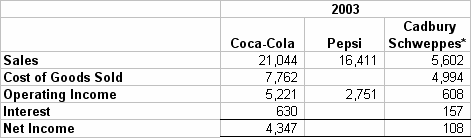 2003
Coca-Cola Pepsi Cadbury Schweppes*
Sales 21,044 16,411 5,602
Cost of Goods Sold 7,762 4,994
Operating Income 5,221 2,751 608
Interest 630 157
Net Income 4,347 108